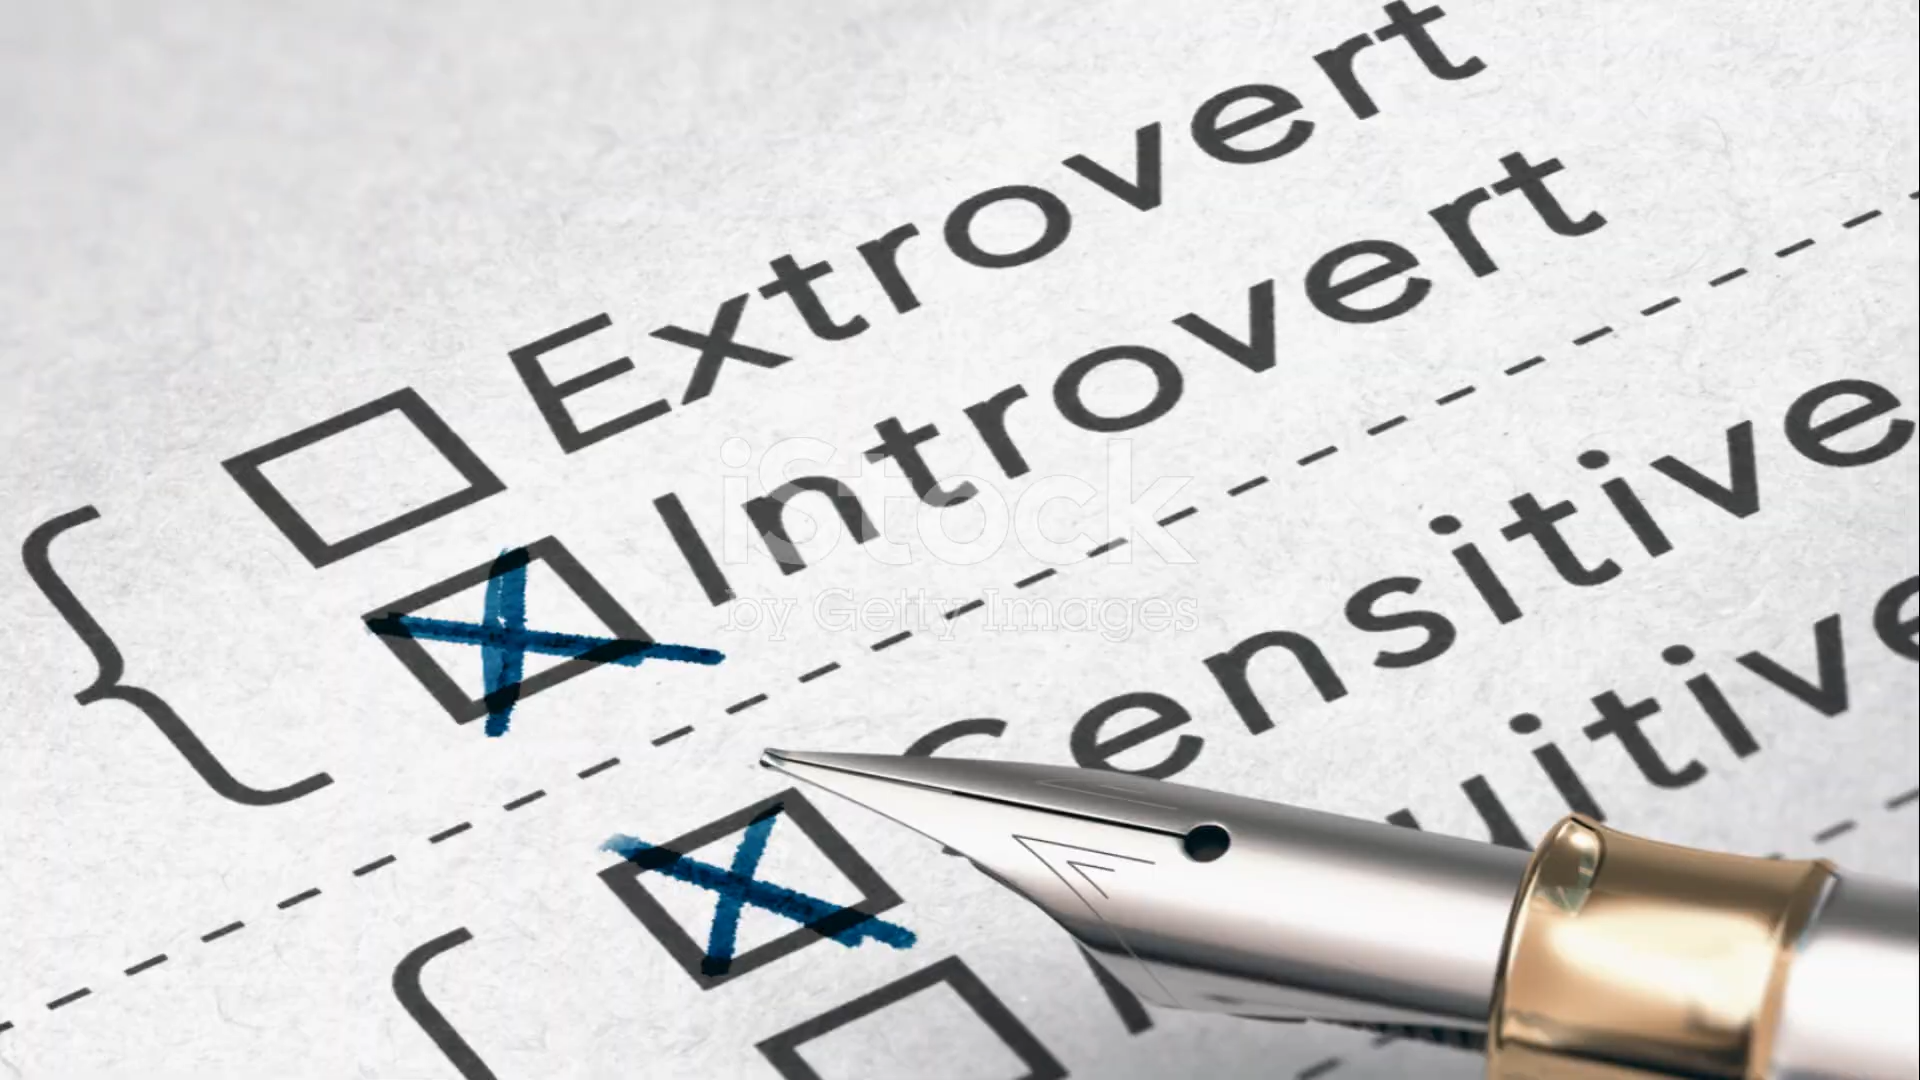 Extrovert
Introvert
Sensitive
iStock
by Getty Images